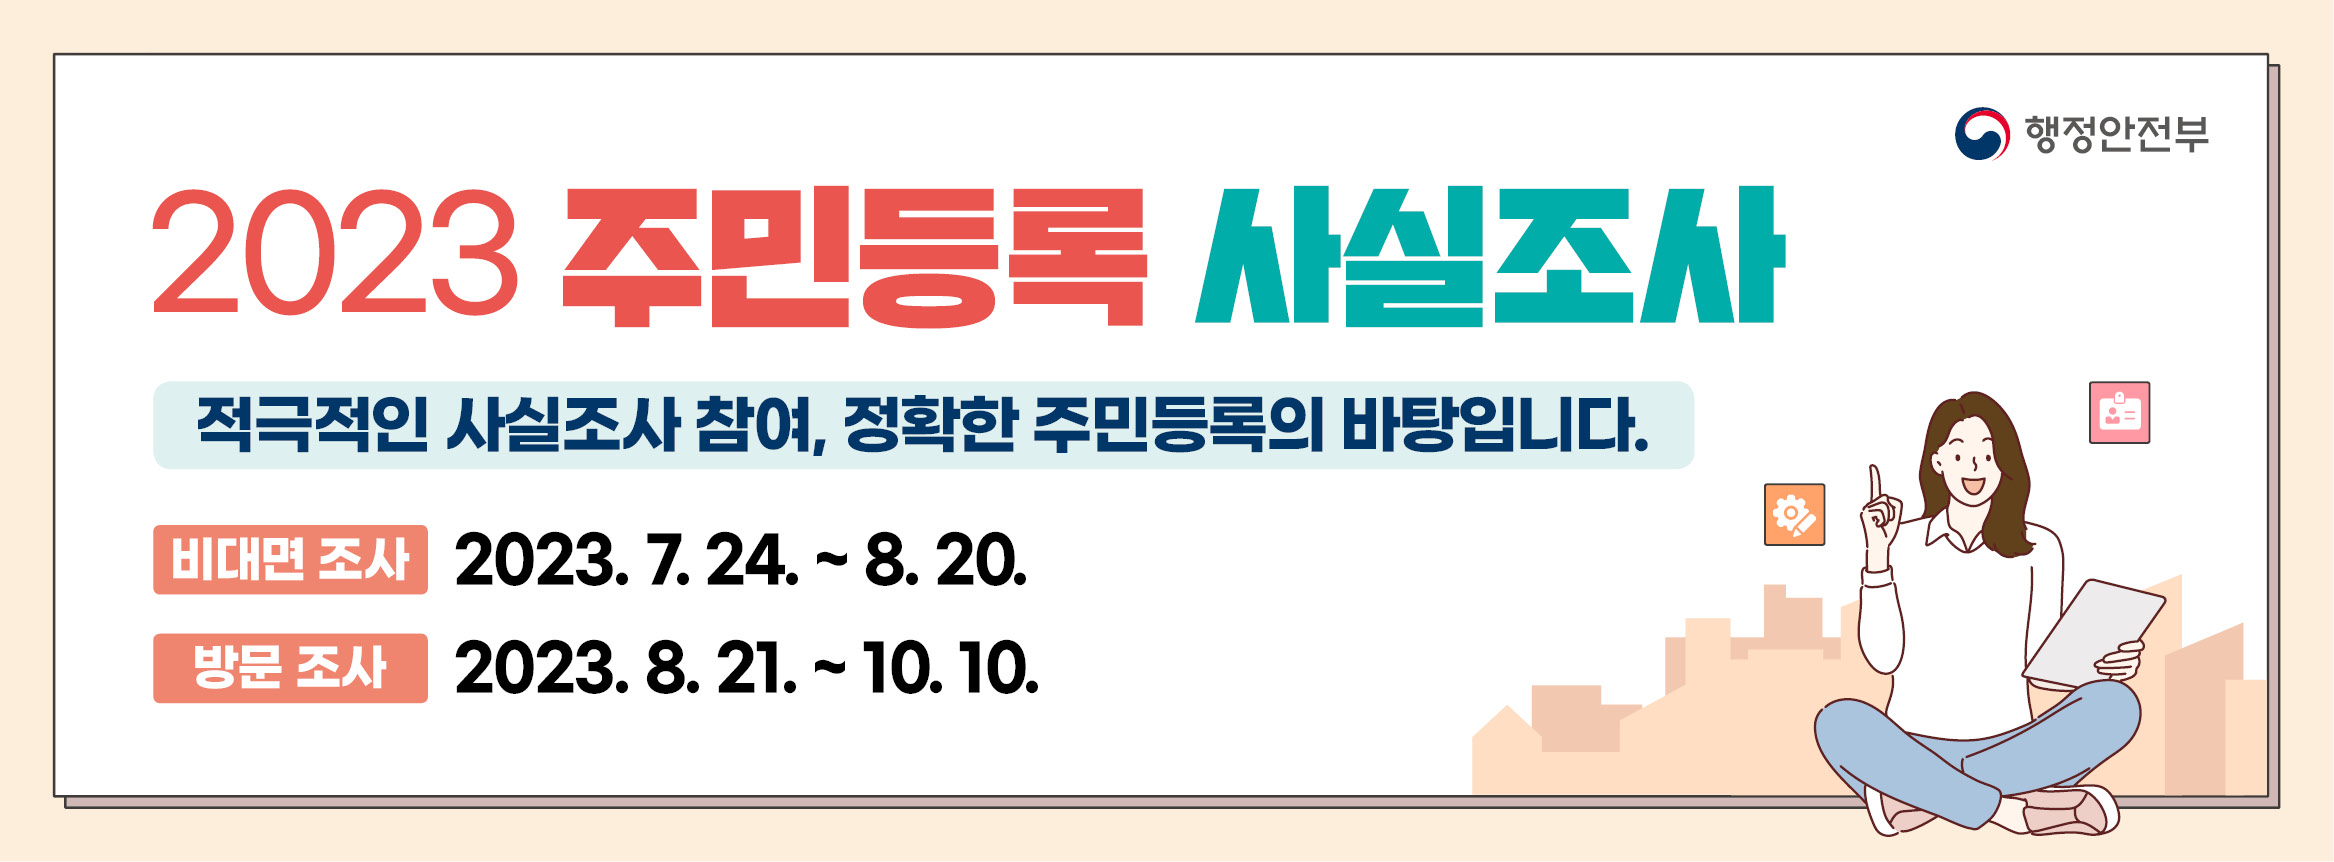 행정안전부
2023 주민등록 사실조사
적극적인 사실조사 참여, 정확한 주민등록의 바탕입니다.
비대면 조사 2023. 7. 24. ~ 8. 20.
방문 조사 2023. 8. 21. ~ 10. 10.